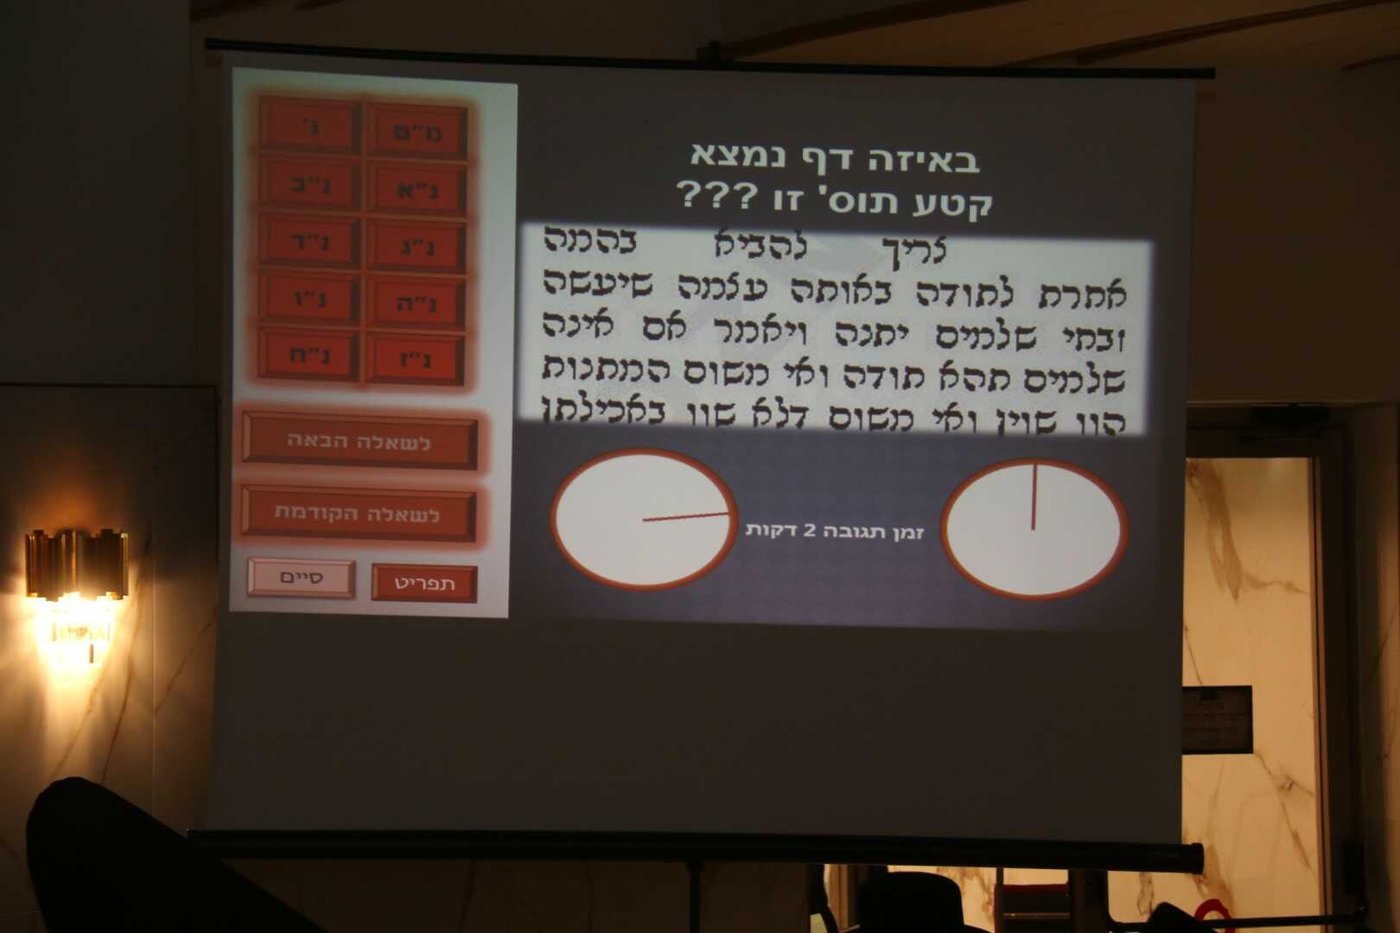 באיזה דף נמצא
קטע תוס' זו ???
צריך להביא בהמה
אחרת לתודה באותה עצמה שיעשה
זבחי שלמים יתנה ויאמר אם אינה
שלמים תהא תודה ואי משום המתנות
הוו שוין ואי משום דלא שוו באכילתן
זמן תגובה 2 דקות
מ"ט נ'
נ"א נ"ב
נ"ג נ"ד
נ"ה נ"ו
נ"ז נ"ח
לשאלה הבאה
לשאלה הקודמת
תפריט סיים